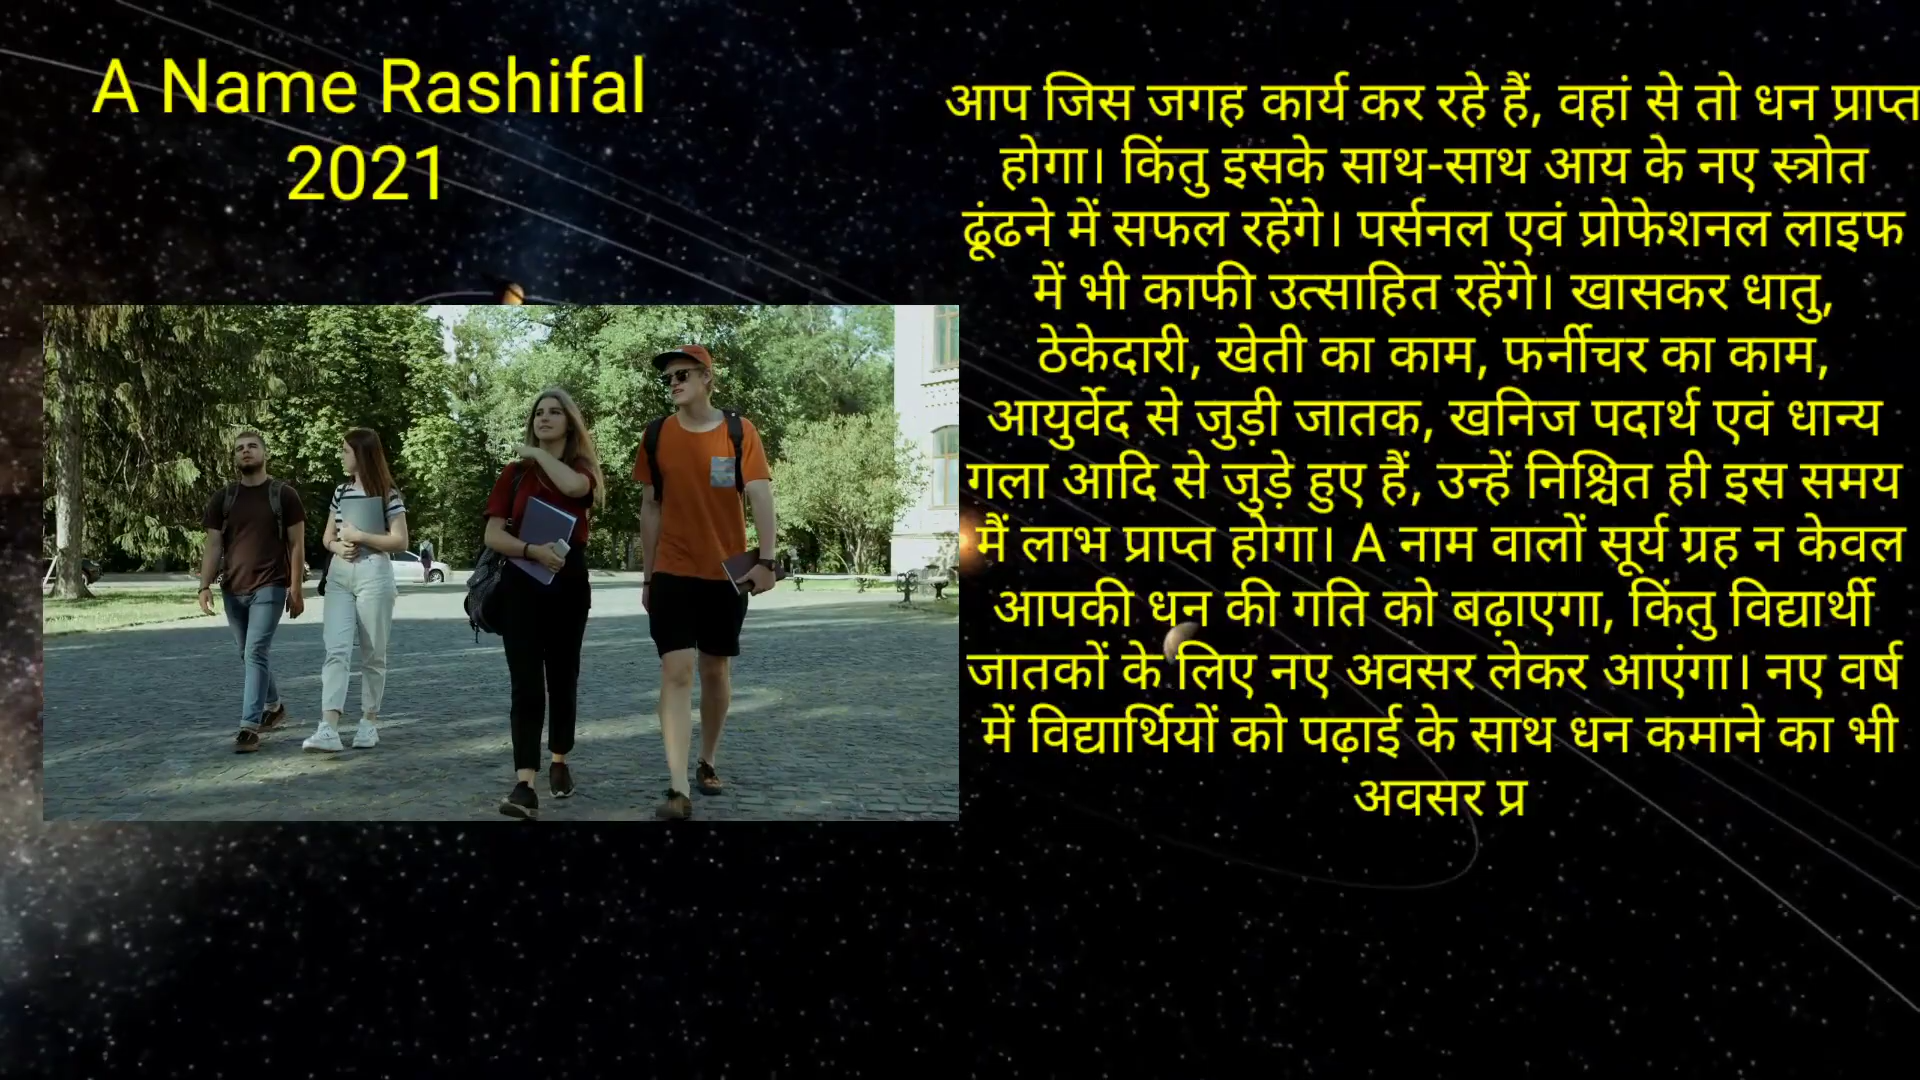 A Name Rashifal
2021
आप जिस जगह कार्य कर रहे हैं, वहां से तो धन प्राप्त
होगा। किंतु इसके साथ-साथ आय के नए स्त्रोत
ढूंढने में सफल रहेंगे। पर्सनल एवं प्रोफेशनल लाइफ
में भी काफी उत्साहित रहेंगे। खासकर धातु,
ठेकेदारी, खेती का काम, फर्नीचर का काम,
आयुर्वेद से जुड़ी जातक, खनिज पदार्थ एवं धान्य
गला आदि से जुड़े हुए हैं, उन्हें निश्चित ही इस समय
मैं लाभ प्राप्त होगा। A नाम वालों सूर्य ग्रह न केवल
आपकी धन की गति को बढ़ाएगा, किंतु विद्यार्थी
जातकों के लिए नए अवसर लेकर आएंगा। नए वर्ष
में विद्यार्थियों को पढ़ाई के साथ धन कमाने का भी
अवसर प्र